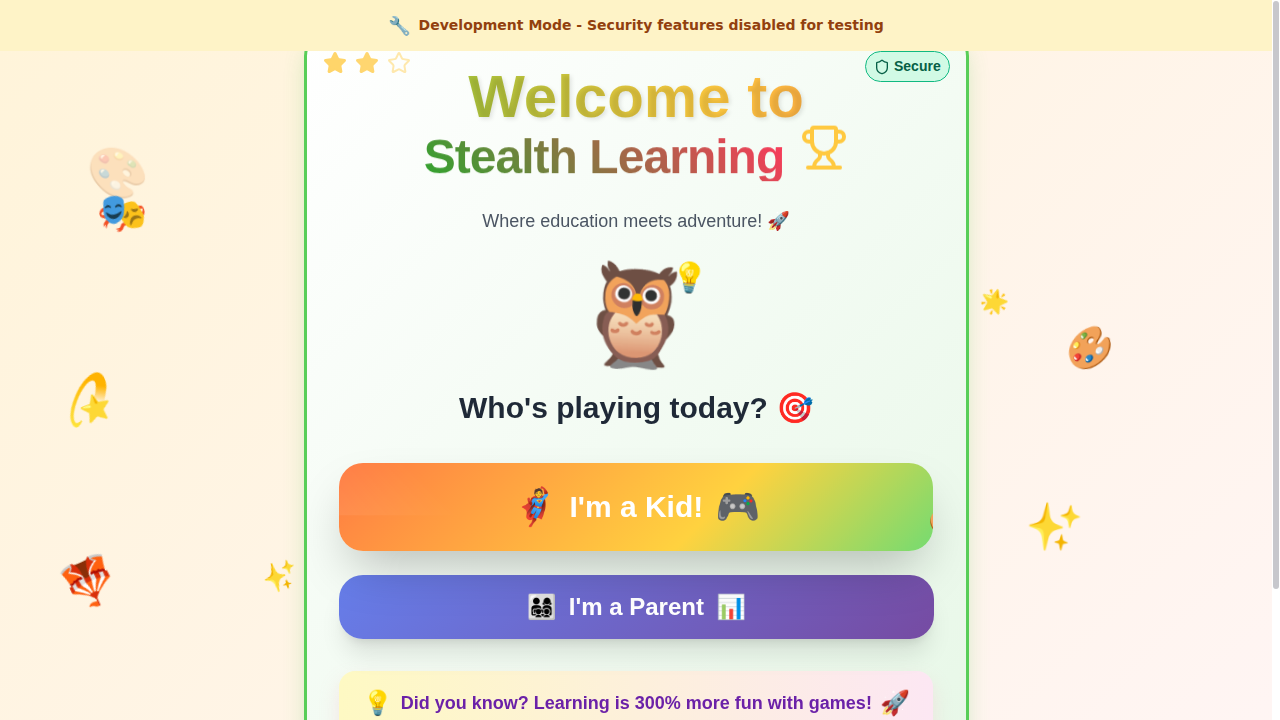 Development Mode - Security features disabled for testing
Secure
Welcome to
Stealth Learning
Where education meets adventure!
Who's playing today?
I'm a Kid!
I'm a Parent
Did you know? Learning is 300% more fun with games!